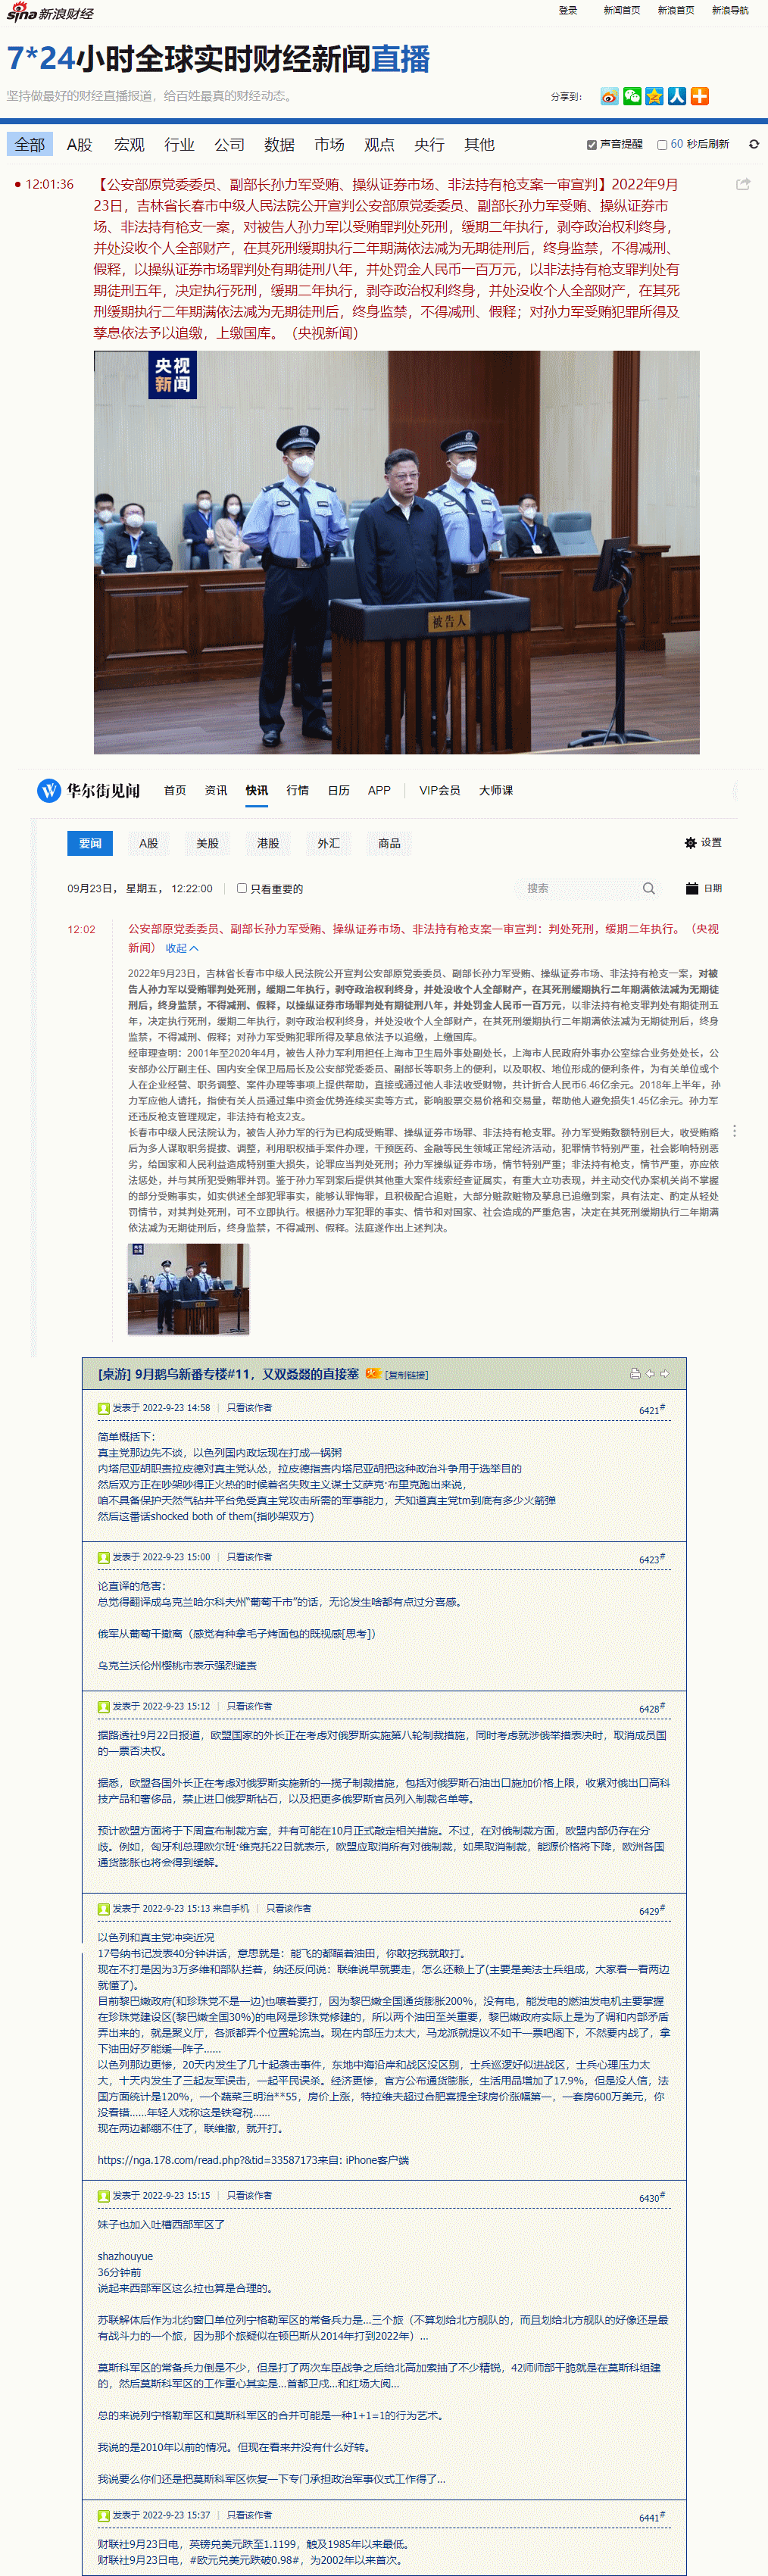 sina 新浪财经
登录 新闻首页 新浪首页 新浪导航
7*24小时全球实时财经新闻直播
坚持做最好的财经直播报道，给百姓最真的财经动态。
分享到：
全部 A股 宏观 行业 公司 数据 市场 观点 央行 其他 声音提醒 60 秒后刷新
12:01:36 【公安部原党委委员、副部长孙力军受贿、操纵证券市场、非法持有枪支案一审宣判】2022年9月
23日，吉林省长春市中级人民法院公开宣判公安部原党委委员、副部长孙力军受贿、操纵证券市
场、非法持有枪支一案，对被告人孙力军以受贿罪判处死刑，缓期二年执行，剥夺政治权利终身，
并处没收个人全部财产，在其死刑缓期执行二年期满依法减为无期徒刑后，终身监禁，不得减刑、
假释，以操纵证券市场罪判处有期徒刑八年，并处罚金人民币一百万元，以非法持有枪支罪判处有
期徒刑五年，决定执行死刑，缓期二年执行，剥夺政治权利终身，并处没收个人全部财产，在其死
刑缓期执行二年期满依法减为无期徒刑后，终身监禁，不得减刑、假释；对孙力军受贿犯罪所得及
孳息依法予以追缴，上缴国库。（央视新闻）
央视
新闻
被告人
华尔街见闻 首页 资讯 快讯 行情 日历 APP VIP会员 大师课
要闻 A股 美股 港股 外汇 商品 设置
09月23日， 星期五， 12:22:00 只看重要的 搜索 日期
12:02 公安部原党委委员、副部长孙力军受贿、操纵证券市场、非法持有枪支案一审宣判：判处死刑，缓期二年执行。（央视
新闻） 收起
2022年9月23日，吉林省长春市中级人民法院公开宣判公安部原党委委员、副部长孙力军受贿、操纵证券市场、非法持有枪支一案，对被
告人孙力军以受贿罪判处死刑，缓期二年执行，剥夺政治权利终身，并处没收个人全部财产，在其死刑缓期执行二年期满依法减为无期徒
刑后，终身监禁，不得减刑、假释，以操纵证券市场罪判处有期徒刑八年，并处罚金人民币一百万元，以非法持有枪支罪判处有期徒刑五
年，决定执行死刑，缓期二年执行，剥夺政治权利终身，并处没收个人全部财产，在其死刑缓期执行二年期满依法减为无期徒刑后，终身
监禁，不得减刑、假释；对孙力军受贿犯罪所得及孳息依法予以追缴，上缴国库。
经审理查明：2001年至2020年4月，被告人孙力军利用担任上海市卫生局外事处副处长，上海市人民政府外事办公室综合业务处处长，公
安部办公厅副主任、国内安全保卫局局长及公安部党委委员、副部长等职务上的便利，以及职权、地位形成的便利条件，为有关单位或个
人在企业经营、职务调整、案件办理等事项上提供帮助，直接或通过他人非法收受财物，共计折合人民币6.46亿余元。2018年上半年，孙
力军应他人请托，指使有关人员通过集中资金优势连续买卖等方式，影响股票交易价格和交易量，帮助他人避免损失1.45亿余元。孙力军
还违反枪支管理规定，非法持有枪支2支。
长春市中级人民法院认为，被告人孙力军的行为已构成受贿罪、操纵证券市场罪、非法持有枪支罪。孙力军受贿数额特别巨大，收受贿赂
后为多人谋取职务提拔、调整，利用职权插手案件办理，干预医药、金融等民生领域正常经济活动，犯罪情节特别严重，社会影响特别恶
劣，给国家和人民利益造成特别重大损失，论罪应当判处死刑；孙力军操纵证券市场，情节特别严重；非法持有枪支，情节严重，亦应依
法惩处，并与其所犯受贿罪并罚。鉴于孙力军到案后提供其他重大案件线索经查证属实，有重大立功表现，并主动交代办案机关尚不掌握
的部分受贿事实，如实供述全部犯罪事实，能够认罪悔罪，且积极配合追赃，大部分赃款赃物及孳息已追缴到案，具有法定、酌定从轻处
罚情节，对其判处死刑，可不立即执行。根据孙力军犯罪的事实、情节和对国家、社会造成的严重危害，决定在其死刑缓期执行二年期满
依法减为无期徒刑后，终身监禁，不得减刑、假释。法庭遂作出上述判决。
[桌游] 9月鹅乌新番专楼#11，又双叒叕的直接塞 [复制链接]
发表于 2022-9-23 14:58 | 只看该作者 6421#
简单概括下：
真主党那边先不谈，以色列国内政坛现在打成一锅粥
内塔尼亚胡职责拉皮德对真主党认怂，拉皮德指责内塔尼亚胡把这种政治斗争用于选举目的
然后双方正在吵架吵得正火热的时候着名失败主义谋士艾萨克·布里克跑出来说，
咱不具备保护天然气钻井平台免受真主党攻击所需的军事能力，天知道真主党tm到底有多少火箭弹
然后这番话shocked both of them(指吵架双方)
发表于 2022-9-23 15:00 | 只看该作者 6423#
论直译的危害：
总觉得翻译成乌克兰哈尔科夫州“葡萄干市”的话，无论发生啥都有点过分喜感。
俄军从葡萄干撤离（感觉有种拿毛子烤面包的既视感[思考]）
乌克兰沃伦州樱桃市表示强烈谴责
发表于 2022-9-23 15:12 | 只看该作者 6428#
据路透社9月22日报道，欧盟国家的外长正在考虑对俄罗斯实施第八轮制裁措施，同时考虑就涉俄举措表决时，取消成员国
的一票否决权。
据悉，欧盟各国外长正在考虑对俄罗斯实施新的一揽子制裁措施，包括对俄罗斯石油出口施加价格上限，收紧对俄出口高科
技产品和奢侈品，禁止进口俄罗斯钻石，以及把更多俄罗斯官员列入制裁名单等。
预计欧盟方面将于下周宣布制裁方案，并有可能在10月正式敲定相关措施。不过，在对俄制裁方面，欧盟内部仍存在分
歧。例如，匈牙利总理欧尔班·维克托22日就表示，欧盟应取消所有对俄制裁，如果取消制裁，能源价格将下降，欧洲各国
通货膨胀也将会得到缓解。
发表于 2022-9-23 15:13 来自手机 | 只看该作者 6429#
以色列和真主党冲突近况
17号纳书记发表40分钟讲话，意思就是：能飞的都瞄着油田，你敢挖我就敢打。
现在不打是因为3万多维和部队拦着，纳还反问说：联维说早就要走，怎么还赖上了(主要是美法士兵组成，大家看一看两边
就懂了)。
目前黎巴嫩政府(和珍珠党不是一边)也嚷着要打，因为黎巴嫩全国通货膨胀200%，没有电，能发电的燃油发电机主要掌握
在珍珠党建设区(黎巴嫩全国30%)的电网是珍珠党修建的，所以两个油田至关重要，黎巴嫩政府实际上是为了调和内部矛盾
弄出来的，就是聚义厅，各派都弄个位置轮流当。现在内部压力太大，马龙派就提议不如干一票吧阁下，不然要内战了，拿
下油田好歹能缓一阵子......
以色列那边更惨，20天内发生了几十起袭击事件，东地中海沿岸和战区没区别，士兵巡逻好似进战区，士兵心理压力太
大，十天内发生了三起友军误击，一起平民误杀。经济更惨，官方公布通货膨胀，生活用品增加了17.9%，但是没人信，法
国方面统计是120%，一个蔬菜三明治**55，房价上涨，特拉维夫超过合肥喜提全球房价涨幅第一，一套房600万美元，你
没看错......年轻人戏称这是铁穹税......
现在两边都绷不住了，联维撤，就开打。
https://nga.178.com/read.php?&tid=33587173来自: iPhone客户端
发表于 2022-9-23 15:15 | 只看该作者 6430#
妹子也加入吐槽西部军区了
shazhouyue
36分钟前
说起来西部军区这么拉也算是合理的。
苏联解体后作为北约窗口单位列宁格勒军区的常备兵力是...三个旅（不算划给北方舰队的，而且划给北方舰队的好像还是最
有战斗力的一个旅，因为那个旅疑似在顿巴斯从2014年打到2022年）...
莫斯科军区的常备兵力倒是不少，但是打了两次车臣战争之后给北高加索抽了不少精锐，42师师部干脆就是在莫斯科组建
的，然后莫斯科军区的工作重心其实是...首都卫戍...和红场大阅...
总的来说列宁格勒军区和莫斯科军区的合并可能是一种1+1=1的行为艺术。
我说的是2010年以前的情况。但现在看来并没有什么好转。
我说要么你们还是把莫斯科军区恢复一下专门承担政治军事仪式工作得了...
发表于 2022-9-23 15:37 | 只看该作者 6441#
财联社9月23日电，英镑兑美元跌至1.1199，触及1985年以来最低。
财联社9月23日电，#欧元兑美元跌破0.98#，为2002年以来首次。